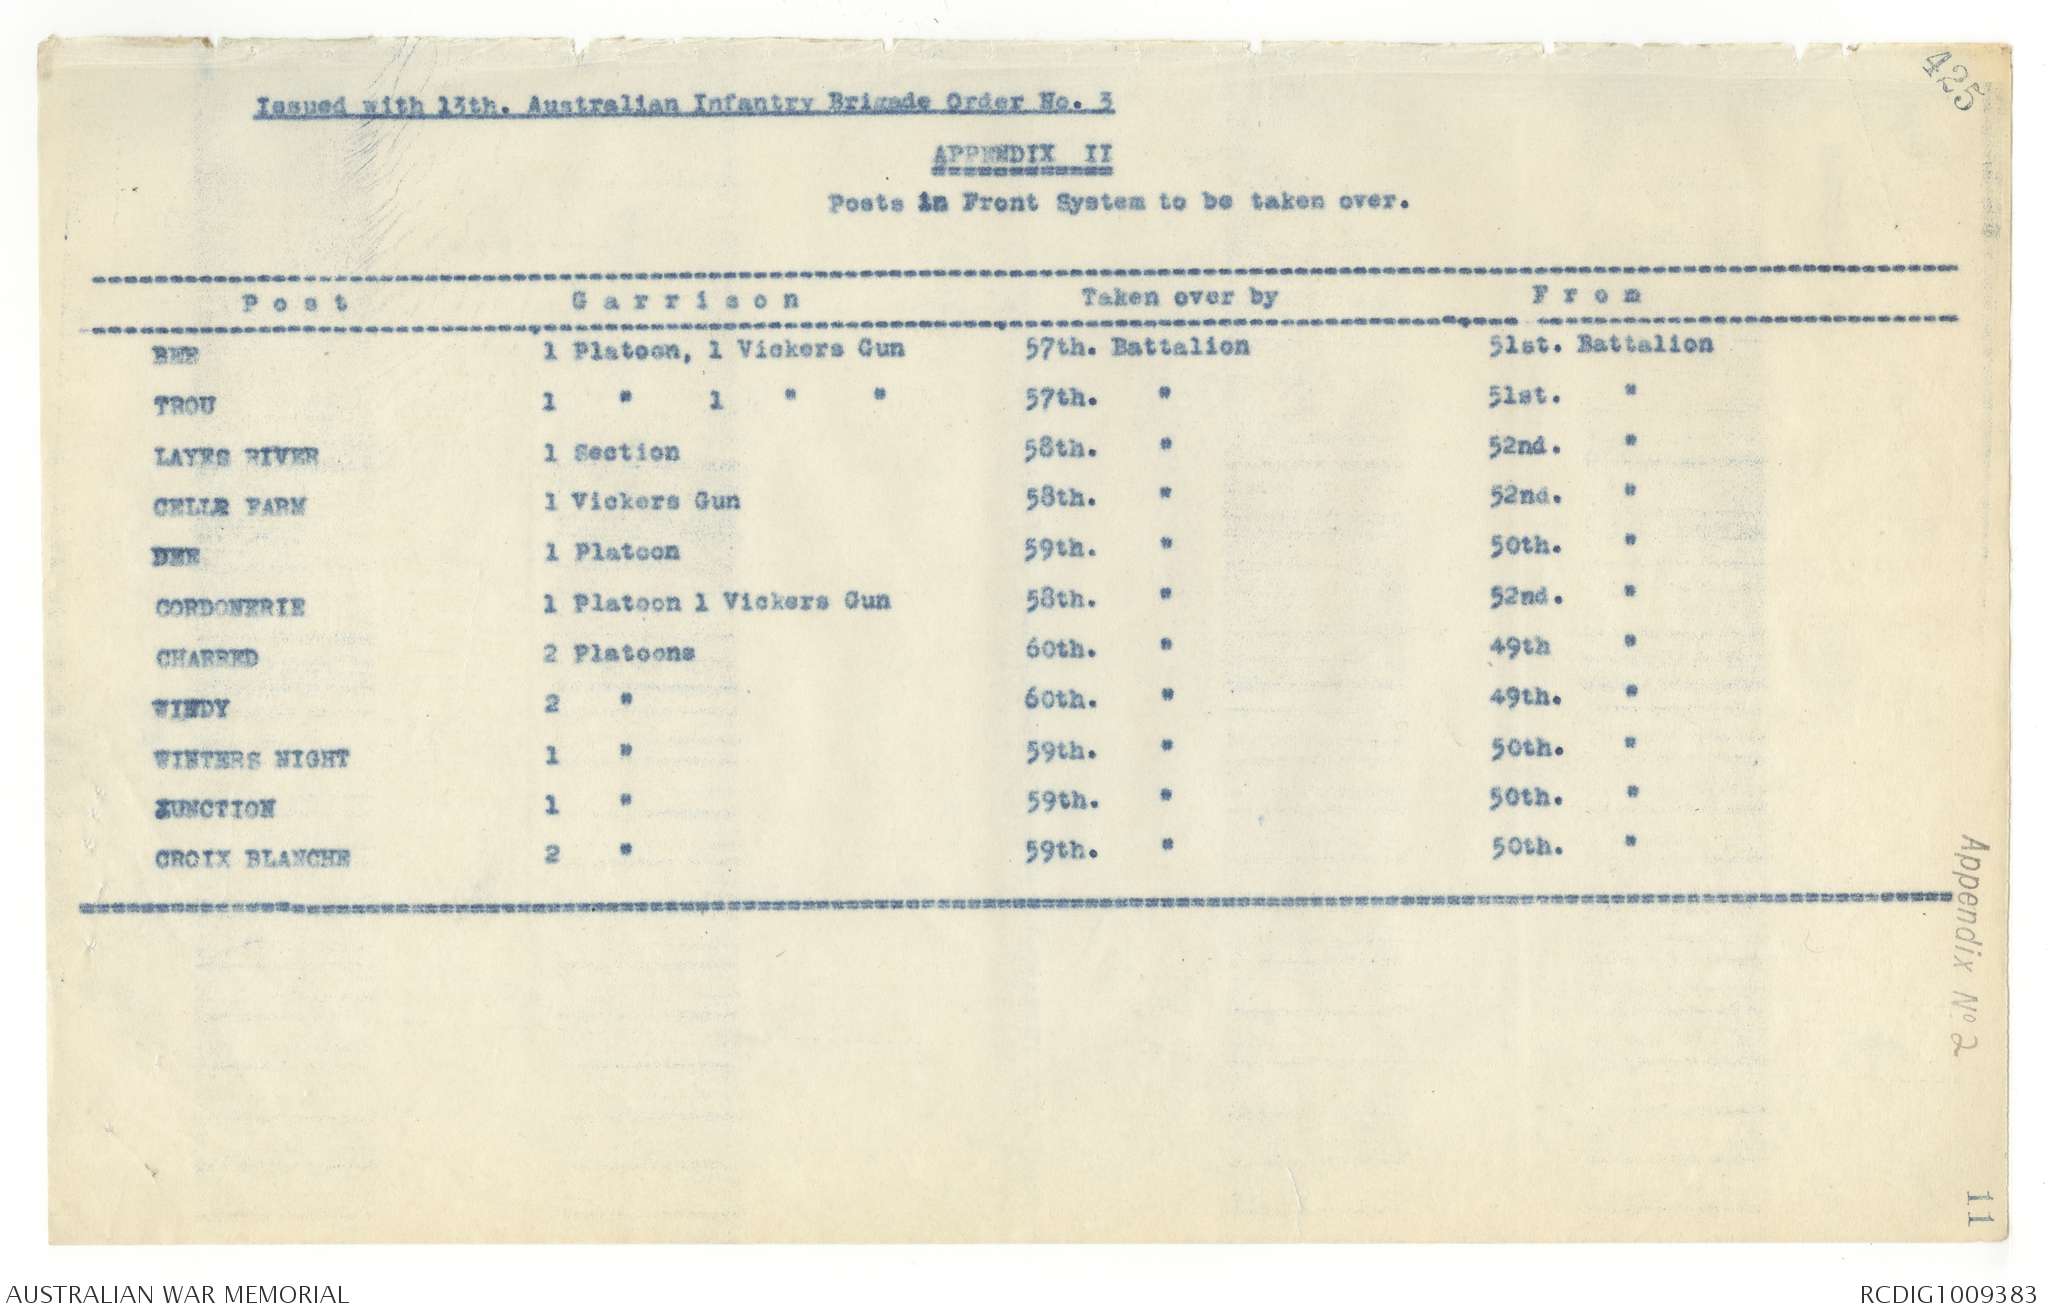 425
Issued with 13th. Australian Infantry Brigade Order No. 3
APPENDIX II
Posts in Front System to be taken over.
Post Garrison Taken over by From
BEE 1 Platoon, 1 Vickers Gun 57th. Battalion 51st. Battalion
TROU 1 " 1 " " 57th. " 51st. "
LAYES RIVER 1 Section 58th. " 52nd. "
CELLE FARM 1 Vickers Gun 58th. " 52nd. "
DEE 1 Platoon 59th. " 50th. "
CORDONERIE 1 Platoon 1 Vickers Gun 58th. " 52nd. "
CHARRED 2 Platoons 60th. " 49th "
WINDY 2 " 60th. " 49th. "
WINTERS NIGHT 1 " 59th. " 50th. "
JUNCTION 1 " 59th. " 50th. "
CROIX BLANCHE 2 " 59th. " 50th. "
Appendix No. 2
11
AUSTRALIAN WAR MEMORIAL RCDIG1009383